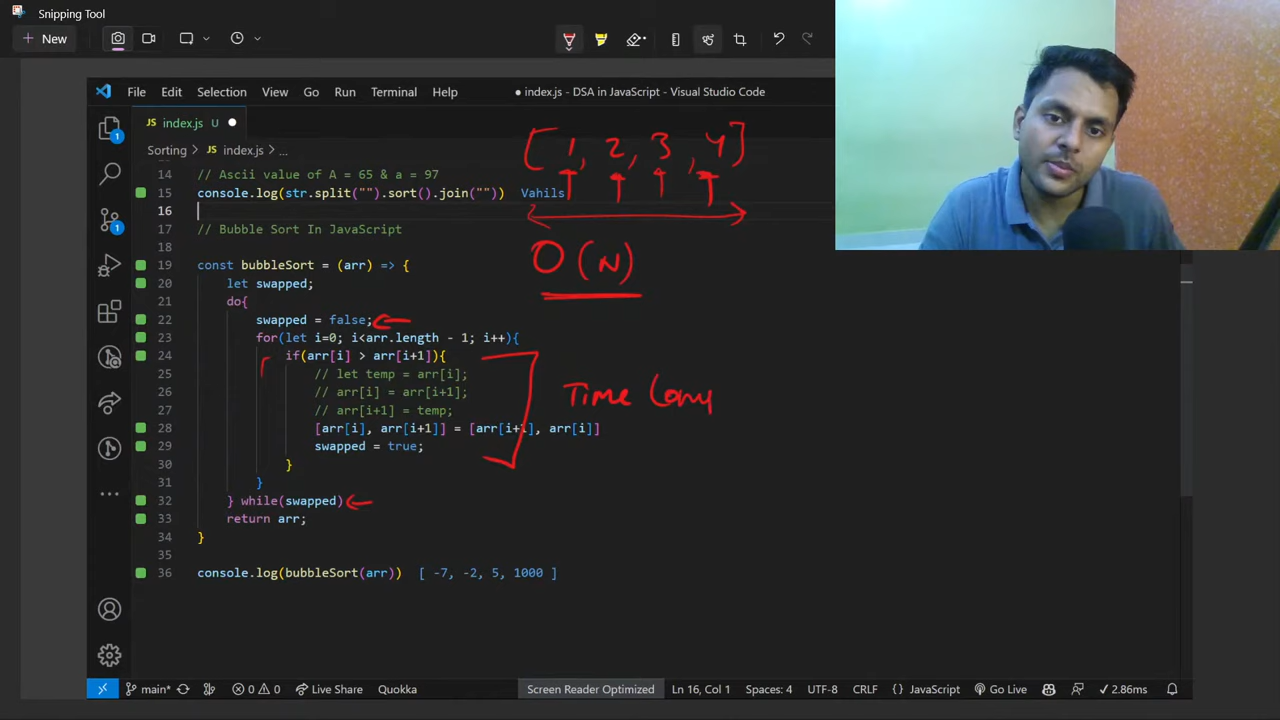 Snipping Tool
New
File Edit Selection View Go Run Terminal Help
index.js - DSA in JavaScript - Visual Studio Code
JS index.js U
Sorting > JS index.js > ...
14 // Ascii value of A = 65 & a = 97
15 console.log(str.split("").sort().join("")) Vahils
16
17 // Bubble Sort In JavaScript
18
19 const bubbleSort = (arr) => {
20 let swapped;
21 do{
22 swapped = false;
23 for(let i=0; i<arr.length - 1; i++){
24 if(arr[i] > arr[i+1]){
25 // let temp = arr[i];
26 // arr[i] = arr[i+1];
27 // arr[i+1] = temp;
28 [arr[i], arr[i+1]] = [arr[i+1], arr[i]]
29 swapped = true;
30 }
31 }
32 } while(swapped)
33 return arr;
34 }
35
36 console.log(bubbleSort(arr)) [ -7, -2, 5, 1000 ]
[1, 2, 3, 4]
O(N)
Time Com
1
1
main* 0 0 Live Share Quokka Screen Reader Optimized Ln 16, Col 1 Spaces: 4 UTF-8 CRLF {} JavaScript Go Live 2.86ms